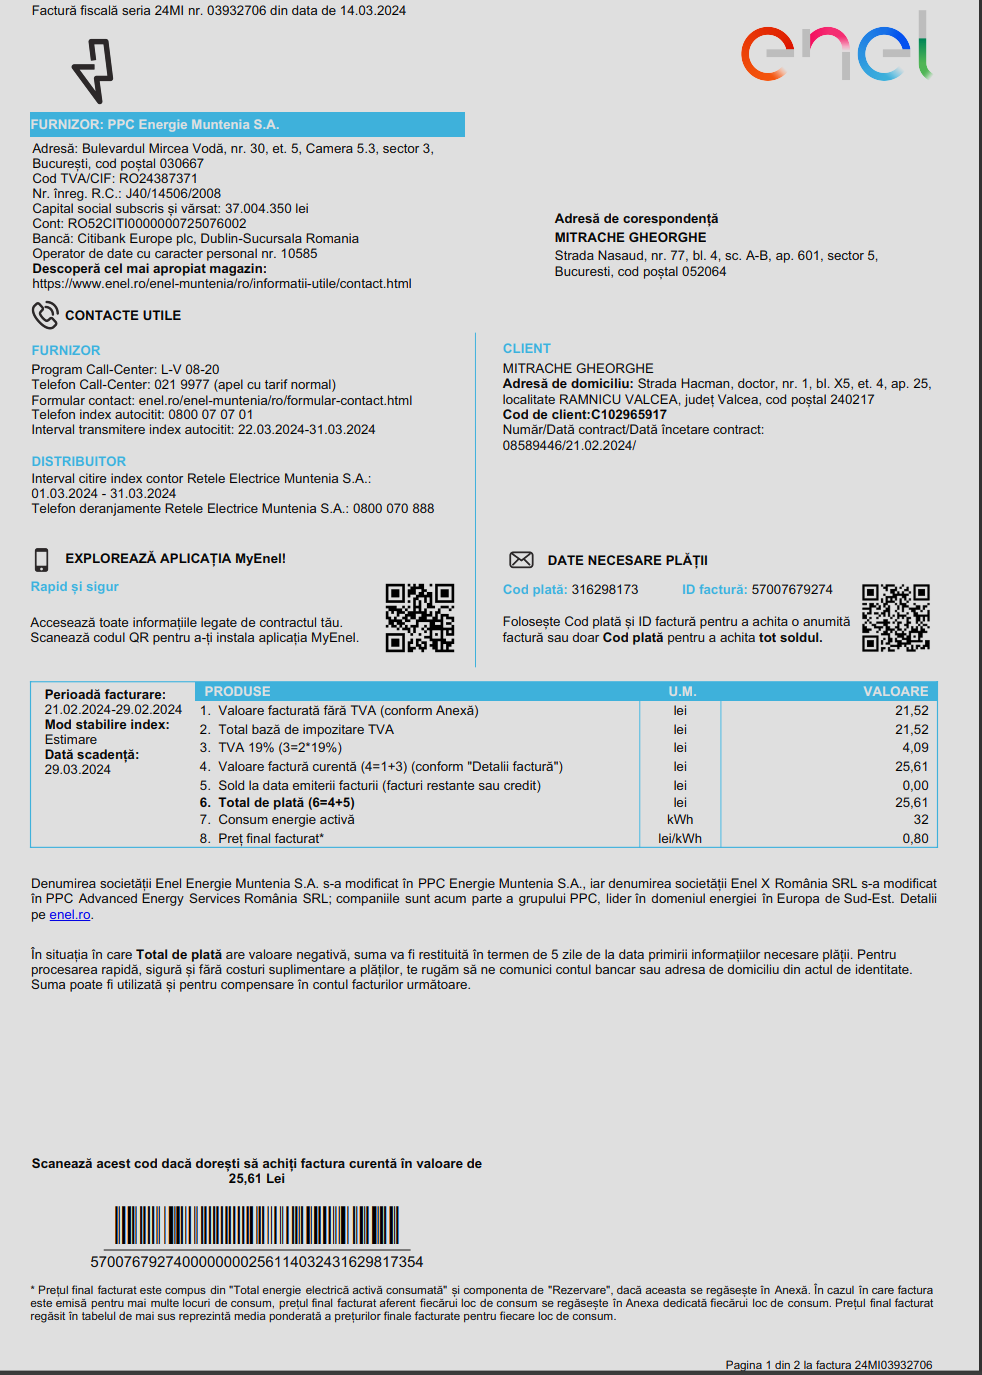 Factură fiscală seria 24MI nr. 03932706 din data de 14.03.2024
enel
FURNIZOR: PPC Energie Muntenia S.A.
Adresă: Bulevardul Mircea Vodă, nr. 30, et. 5, Camera 5.3, sector 3,
București, cod poștal 030667
Cod TVA/CIF: RO24387371
Nr. înreg. R.C.: J40/14506/2008
Capital social subscris și vărsat: 37.004.350 lei
Cont: RO52CITI0000000725076002
Bancă: Citibank Europe plc, Dublin-Sucursala Romania
Operator de date cu caracter personal nr. 10585
Descoperă cel mai apropiat magazin:
https://www.enel.ro/enel-muntenia/ro/informatii-utile/contact.html
Adresă de corespondență
MITRACHE GHEORGHE
Strada Nasaud, nr. 77, bl. 4, sc. A-B, ap. 601, sector 5,
Bucuresti, cod poștal 052064
CONTACTE UTILE
FURNIZOR
Program Call-Center: L-V 08-20
Telefon Call-Center: 021 9977 (apel cu tarif normal)
Formular contact: enel.ro/enel-muntenia/ro/formular-contact.html
Telefon index autocitit: 0800 07 07 01
Interval transmitere index autocitit: 22.03.2024-31.03.2024
DISTRIBUITOR
Interval citire index contor Retele Electrice Muntenia S.A.:
01.03.2024 - 31.03.2024
Telefon deranjamente Retele Electrice Muntenia S.A.: 0800 070 888
CLIENT
MITRACHE GHEORGHE
Adresă de domiciliu: Strada Hacman, doctor, nr. 1, bl. X5, et. 4, ap. 25,
localitate RAMNICU VALCEA, județ Valcea, cod poștal 240217
Cod de client:C102965917
Număr/Dată contract/Dată încetare contract:
08589446/21.02.2024/
EXPLOREAZĂ APLICAȚIA MyEnel!
Rapid și sigur
Accesează toate informațiile legate de contractul tău.
Scanează codul QR pentru a-ți instala aplicația MyEnel.
DATE NECESARE PLĂȚII
Cod plată: 316298173 ID factură: 57007679274
Folosește Cod plată și ID factură pentru a achita o anumită
factură sau doar Cod plată pentru a achita tot soldul.
Perioadă facturare:
21.02.2024-29.02.2024
Mod stabilire index:
Estimare
Dată scadență:
29.03.2024
PRODUSE U.M. VALOARE
1. Valoare facturată fără TVA (conform Anexă) lei 21,52
2. Total bază de impozitare TVA lei 21,52
3. TVA 19% (3=2*19%) lei 4,09
4. Valoare factură curentă (4=1+3) (conform "Detalii factură") lei 25,61
5. Sold la data emiterii facturii (facturi restante sau credit) lei 0,00
6. Total de plată (6=4+5) lei 25,61
7. Consum energie activă kWh 32
8. Preț final facturat* lei/kWh 0,80
Denumirea societății Enel Energie Muntenia S.A. s-a modificat în PPC Energie Muntenia S.A., iar denumirea societății Enel X România SRL s-a modificat
în PPC Advanced Energy Services România SRL; companiile sunt acum parte a grupului PPC, lider în domeniul energiei în Europa de Sud-Est. Detalii
pe enel.ro.
În situația în care Total de plată are valoare negativă, suma va fi restituită în termen de 5 zile de la data primirii informațiilor necesare plății. Pentru
procesarea rapidă, sigură și fără costuri suplimentare a plăților, te rugăm să ne comunici contul bancar sau adresa de domiciliu din actul de identitate.
Suma poate fi utilizată și pentru compensare în contul facturilor următoare.
Scanează acest cod dacă dorești să achiți factura curentă în valoare de
25,61 Lei
570076792740000000025611403243162981​7354
* Prețul final facturat este compus din "Total energie electrică activă consumată" și componenta de "Rezervare", dacă aceasta se regăsește în Anexă. În cazul în care factura
este emisă pentru mai multe locuri de consum, prețul final facturat aferent fiecărui loc de consum se regăsește în Anexa dedicată fiecărui loc de consum. Prețul final facturat
regăsit în tabelul de mai sus reprezintă media ponderată a prețurilor finale facturate pentru fiecare loc de consum.
Pagina 1 din 2 la factura 24MI03932706